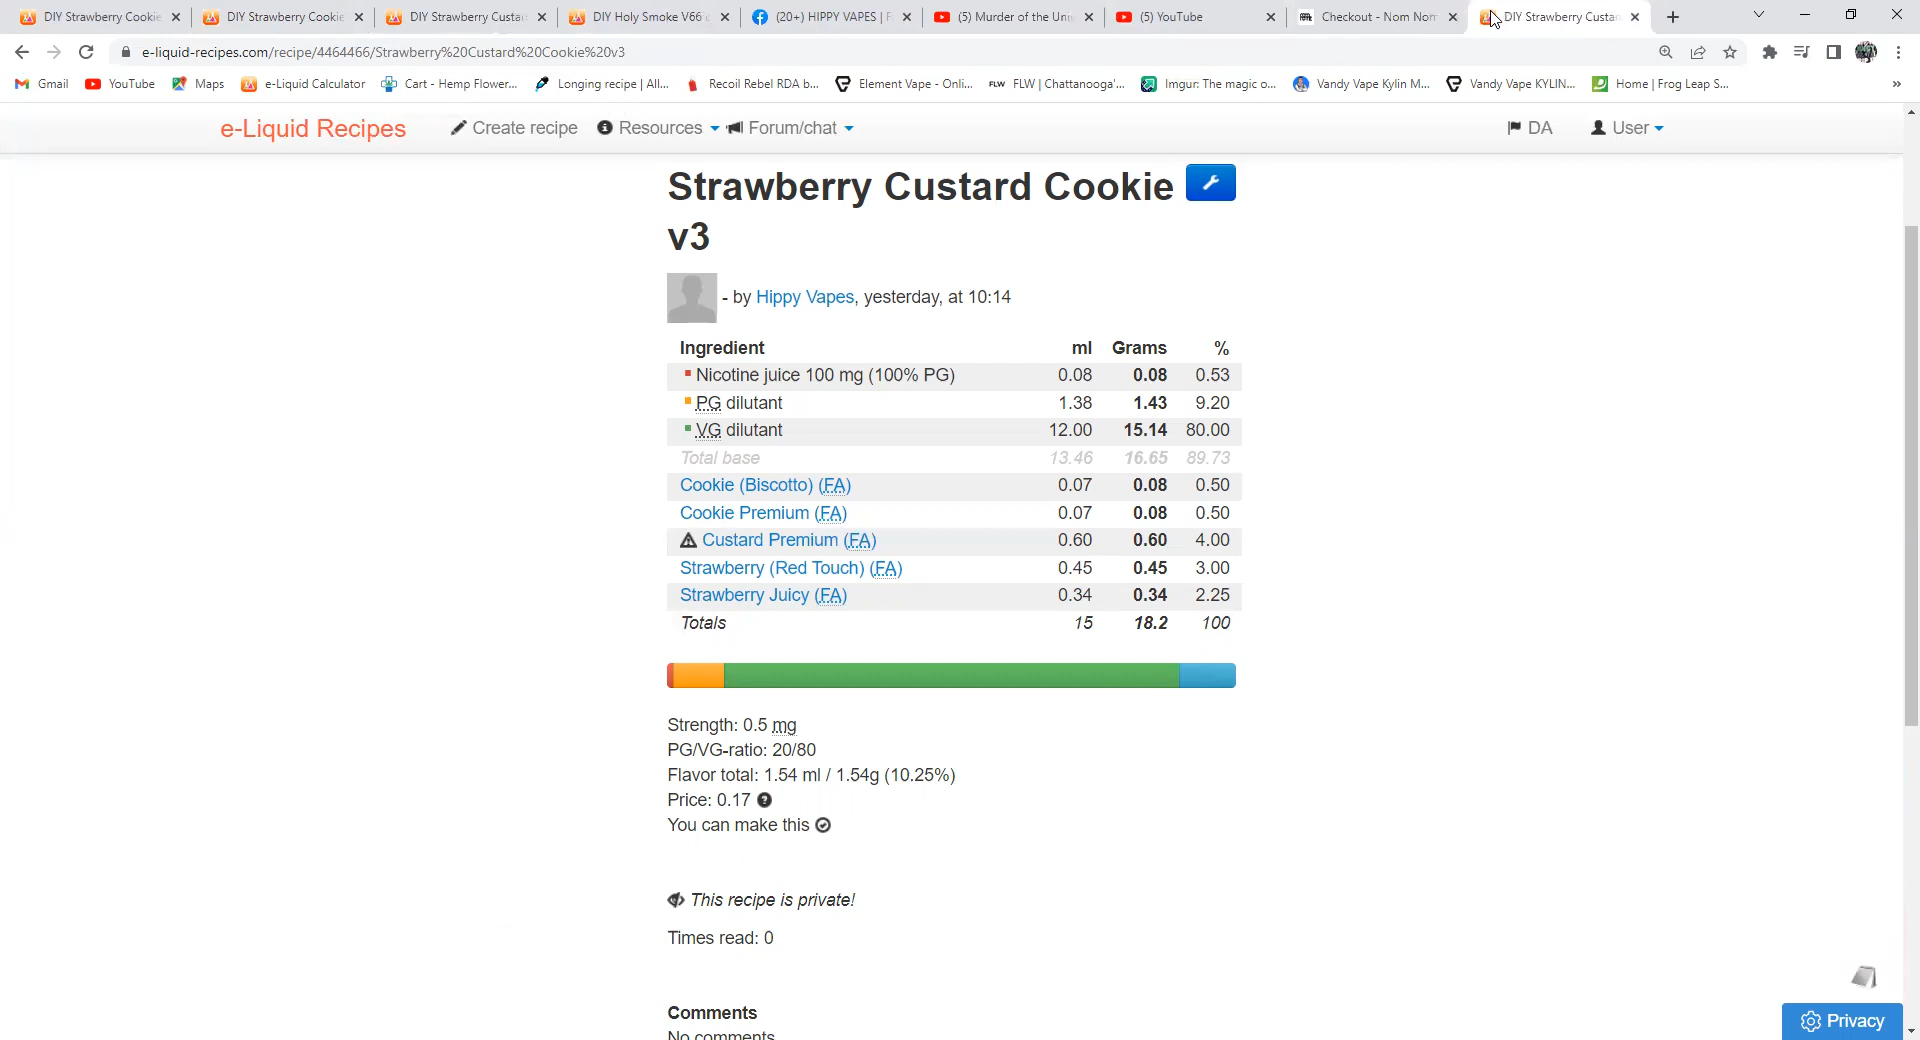 DIY Strawberry Cookie
DIY Strawberry Cookie
DIY Strawberry Custa
DIY Holy Smoke V66
(20+) HIPPY VAPES | F
(5) Murder of the Uni
(5) YouTube
Checkout - Nom Nom
DIY Strawberry Custa
e-liquid-recipes.com/recipe/4464466/Strawberry%20Custard%20Cookie%20v3
Gmail YouTube Maps e-Liquid Calculator Cart - Hemp Flower... Longing recipe | All... Recoil Rebel RDA b... Element Vape - Onli... FLW FLW | Chattanooga'... Imgur: The magic o... Vandy Vape Kylin M... Vandy Vape KYLIN... Home | Frog Leap S... »
e-Liquid Recipes Create recipe Resources Forum/chat DA User
Strawberry Custard Cookie
v3
- by Hippy Vapes, yesterday, at 10:14
Ingredient ml Grams %
Nicotine juice 100 mg (100% PG) 0.08 0.08 0.53
PG dilutant 1.38 1.43 9.20
VG dilutant 12.00 15.14 80.00
Total base 13.46 16.65 89.73
Cookie (Biscotto) (FA) 0.07 0.08 0.50
Cookie Premium (FA) 0.07 0.08 0.50
Custard Premium (FA) 0.60 0.60 4.00
Strawberry (Red Touch) (FA) 0.45 0.45 3.00
Strawberry Juicy (FA) 0.34 0.34 2.25
Totals 15 18.2 100
Strength: 0.5 mg
PG/VG-ratio: 20/80
Flavor total: 1.54 ml / 1.54g (10.25%)
Price: 0.17
You can make this
This recipe is private!
Times read: 0
Comments
No comments
Privacy